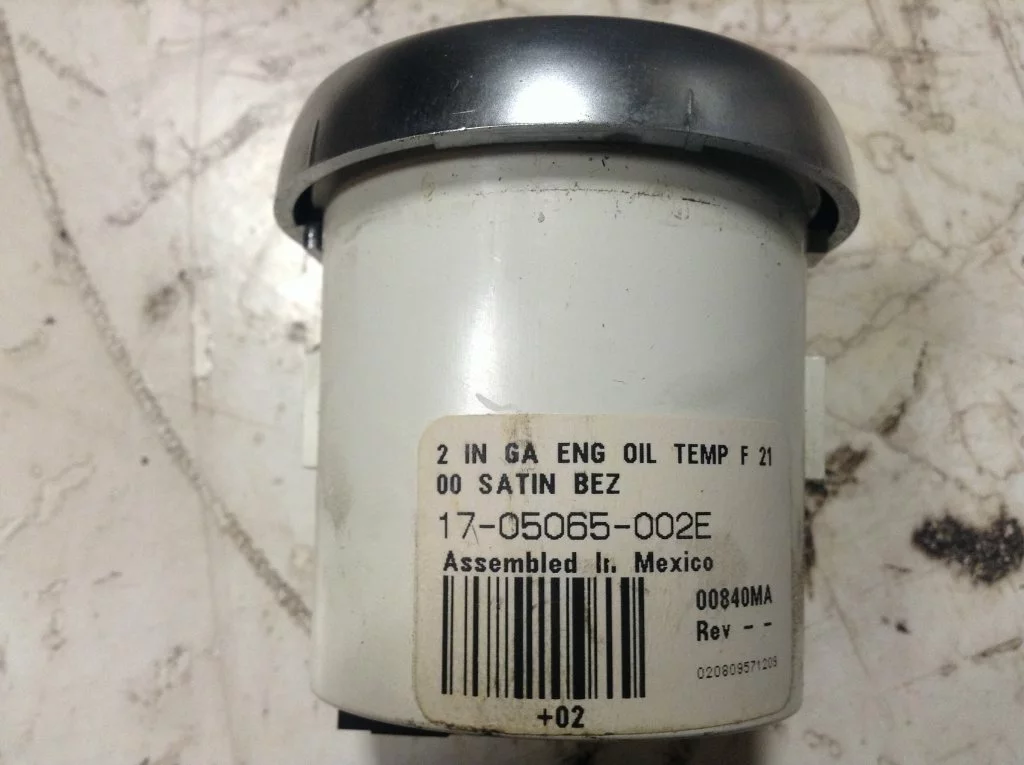 2 IN GA ENG OIL TEMP F 21
00 SATIN BEZ
17-05065-002E
Assembled In Mexico
00840MA
Rev - -
020809571209
+02